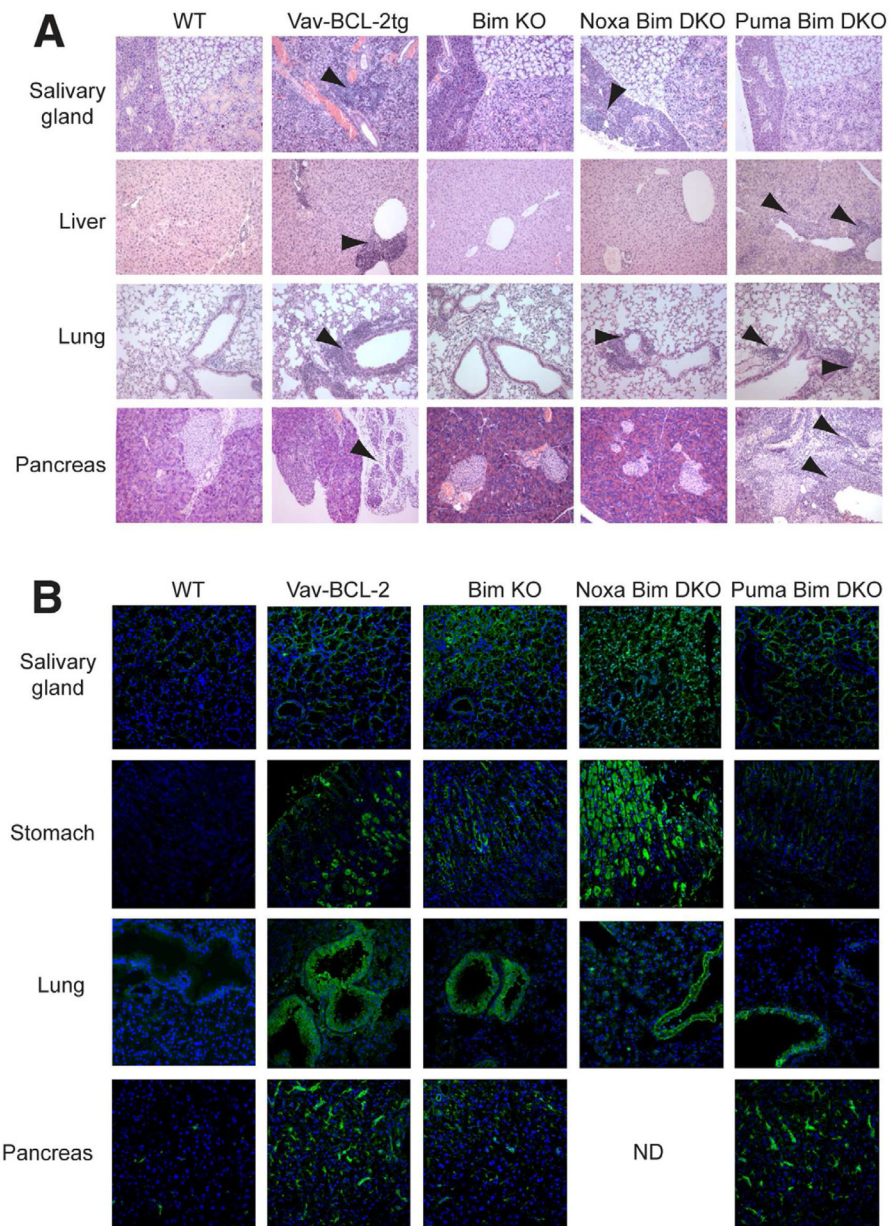 A
WT Vav-BCL-2tg Bim KO Noxa Bim DKO Puma Bim DKO
Salivary
gland
Liver
Lung
Pancreas
B
WT Vav-BCL-2 Bim KO Noxa Bim DKO Puma Bim DKO
Salivary
gland
Stomach
Lung
Pancreas
ND